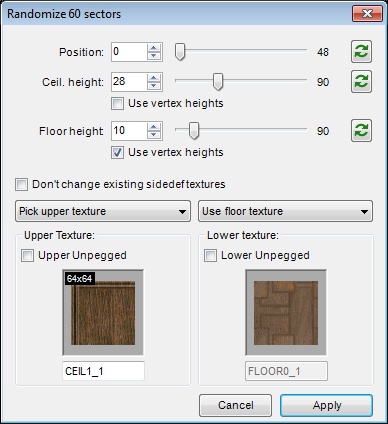 Randomize 60 sectors
Position: 0 48
Ceil. height: 28 90
Use vertex heights
Floor height: 10 90
Use vertex heights
Don't change existing sidedef textures
Pick upper texture Use floor texture
Upper Texture: Lower texture:
Upper Unpegged Lower Unpegged
64x64
CEIL1_1 FLOOR0_1
Cancel Apply